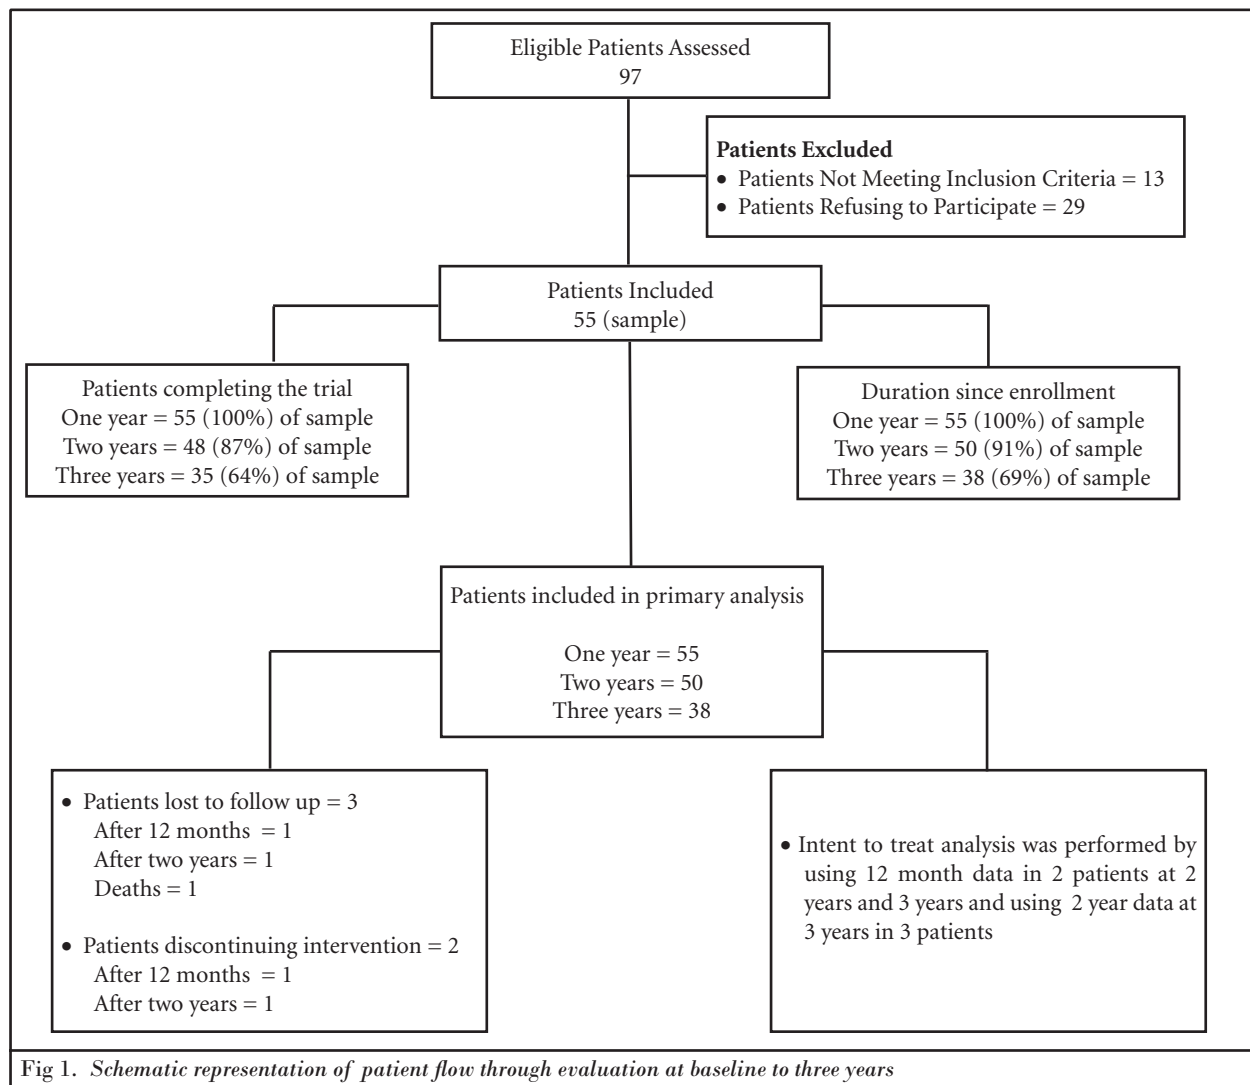 Eligible Patients Assessed
97
Patients Excluded
• Patients Not Meeting Inclusion Criteria = 13
• Patients Refusing to Participate = 29
Patients Included
55 (sample)
Patients completing the trial
One year = 55 (100%) of sample
Two years = 48 (87%) of sample
Three years = 35 (64%) of sample
Duration since enrollment
One year = 55 (100%) of sample
Two years = 50 (91%) of sample
Three years = 38 (69%) of sample
Patients included in primary analysis
One year = 55
Two years = 50
Three years = 38
• Patients lost to follow up = 3
After 12 months = 1
After two years = 1
Deaths = 1
• Patients discontinuing intervention = 2
After 12 months = 1
After two years = 1
• Intent to treat analysis was performed by
using 12 month data in 2 patients at 2
years and 3 years and using 2 year data at
3 years in 3 patients
Fig 1. Schematic representation of patient flow through evaluation at baseline to three years